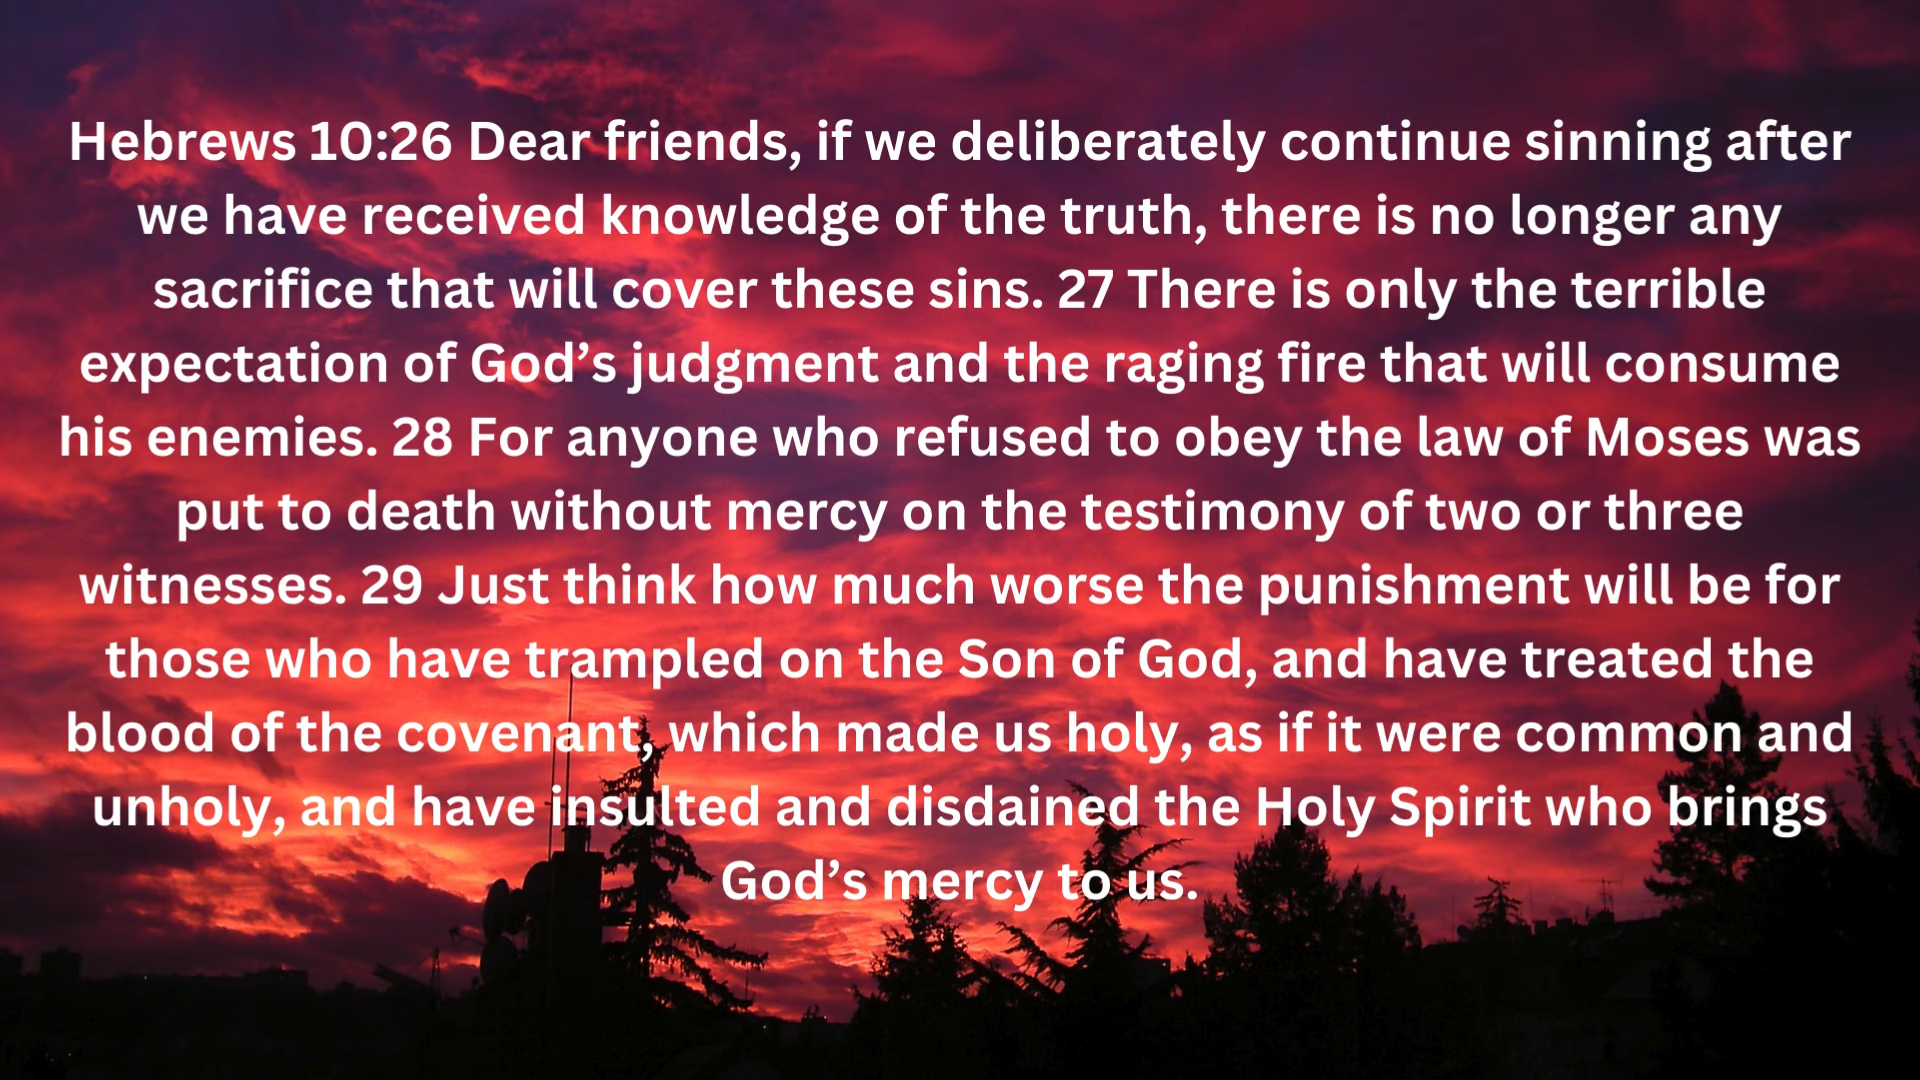 Hebrews 10:26 Dear friends, if we deliberately continue sinning after
we have received knowledge of the truth, there is no longer any
sacrifice that will cover these sins. 27 There is only the terrible
expectation of God’s judgment and the raging fire that will consume
his enemies. 28 For anyone who refused to obey the law of Moses was
put to death without mercy on the testimony of two or three
witnesses. 29 Just think how much worse the punishment will be for
those who have trampled on the Son of God, and have treated the
blood of the covenant, which made us holy, as if it were common and
unholy, and have insulted and disdained the Holy Spirit who brings
God’s mercy to us.